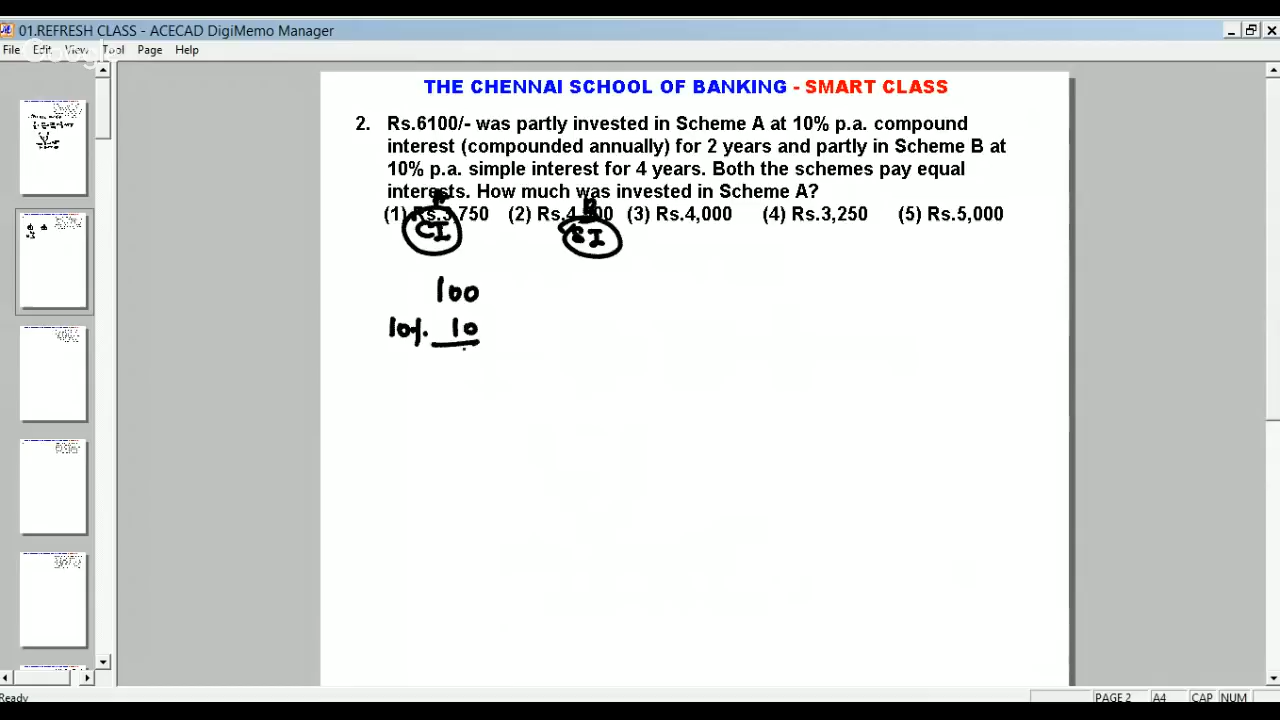 01.REFRESH CLASS - ACECAD DigiMemo Manager
File Edit View Tool Page Help
Google
THE CHENNAI SCHOOL OF BANKING - SMART CLASS
2. Rs.6100/- was partly invested in Scheme A at 10% p.a. compound
interest (compounded annually) for 2 years and partly in Scheme B at
10% p.a. simple interest for 4 years. Both the schemes pay equal
interests. How much was invested in Scheme A?
(1) Rs.3,750 (2) (3) Rs.4,000 (4) Rs.3,250 (5) Rs.5,000
CI SI
100
10% 10
Ready PAGE 2 A4 CAP NUM